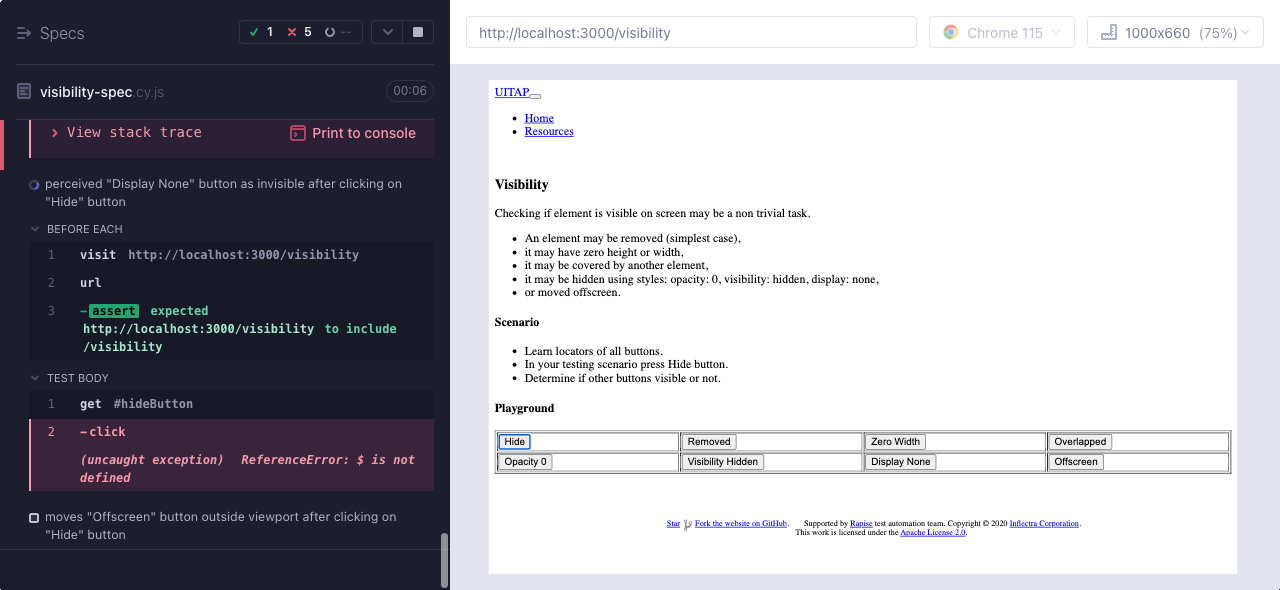 Specs
1 5 --
visibility-spec.cy.js 00:06
View stack trace Print to console
perceived "Display None" button as invisible after clicking on
"Hide" button
BEFORE EACH
1 visit http://localhost:3000/visibility
2 url
3 -assert expected
http://localhost:3000/visibility to include
/visibility
TEST BODY
1 get #hideButton
2 -click
(uncaught exception) ReferenceError: $ is not
defined
moves "Offscreen" button outside viewport after clicking on
"Hide" button
http://localhost:3000/visibility
Chrome 115
1000x660 (75%)
UITAP
Home
Resources
Visibility
Checking if element is visible on screen may be a non trivial task.
An element may be removed (simplest case),
it may have zero height or width,
it may be covered by another element,
it may be hidden using styles: opacity: 0, visibility: hidden, display: none,
or moved offscreen.
Scenario
Learn locators of all buttons.
In your testing scenario press Hide button.
Determine if other buttons visible or not.
Playground
Hide Removed Zero Width Overlapped
Opacity 0 Visibility Hidden Display None Offscreen
Star Fork the website on GitHub. Supported by Rapise test automation team. Copyright © 2020 Inflectra Corporation.
This work is licensed under the Apache License 2.0.